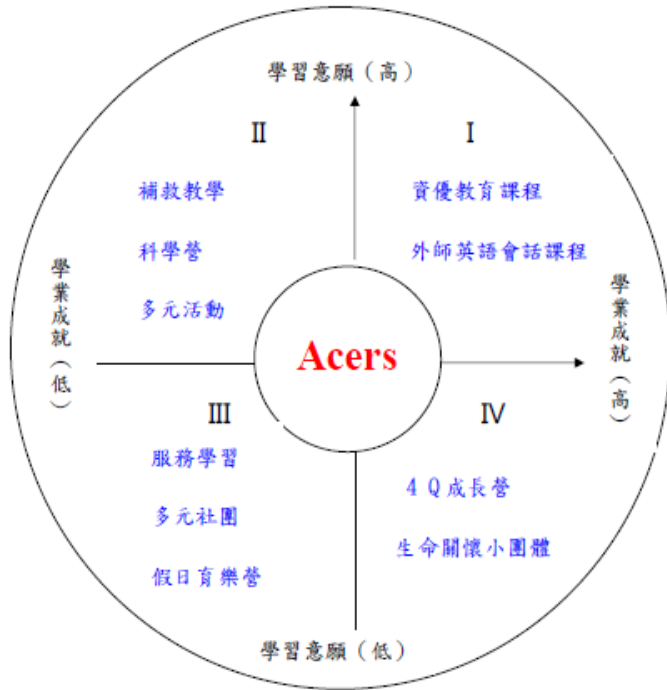 學習意願（高）
II
I
補救教學
科學營
多元活動
資優教育課程
外師英語會話課程
學業成就（低）
Acers
學業成就（高）
III
服務學習
多元社團
假日育樂營
IV
4 Q成長營
生命關懷小團體
學習意願（低）